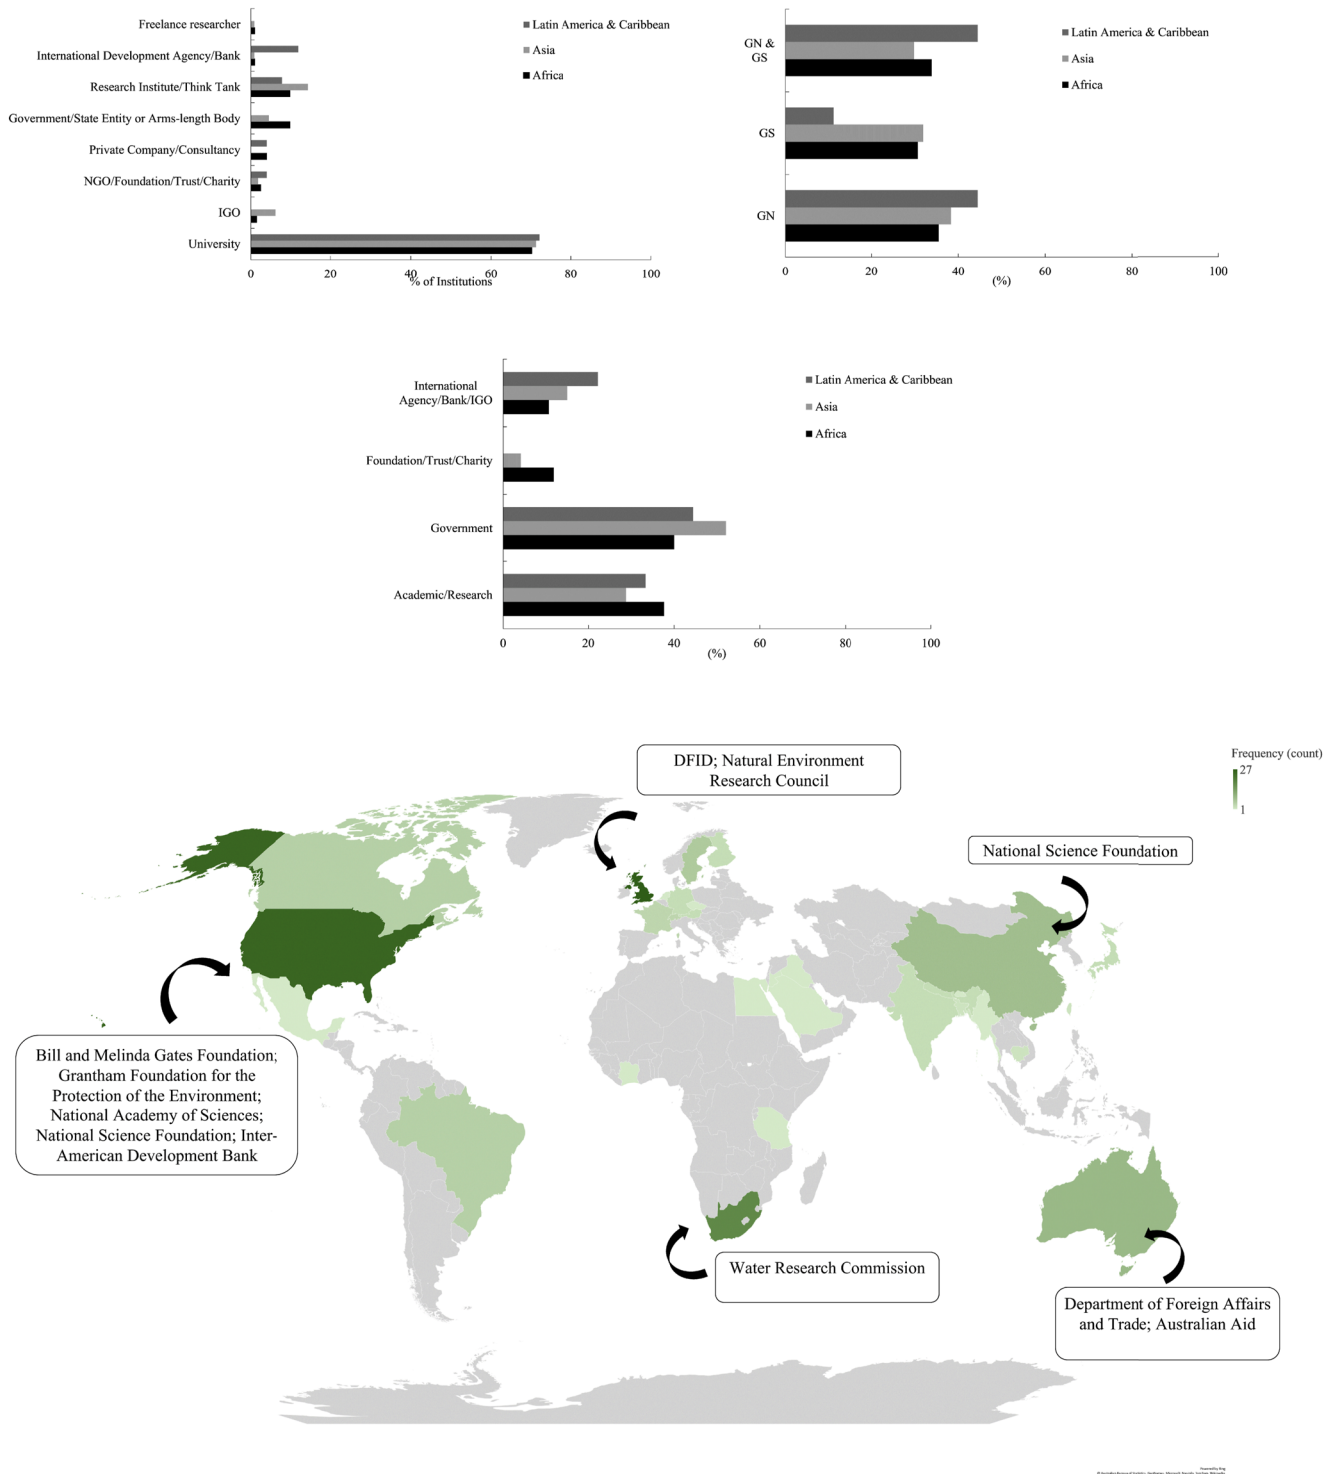 Freelance researcher
International Development Agency/Bank
Research Institute/Think Tank
Government/State Entity or Arms-length Body
Private Company/Consultancy
NGO/Foundation/Trust/Charity
IGO
University
0 20 40 60 80 100
% of Institutions
Latin America & Caribbean
Asia
Africa
GN &
GS
GS
GN
0 20 40 60 80 100
(%)
Latin America & Caribbean
Asia
Africa
International
Agency/Bank/IGO
Foundation/Trust/Charity
Government
Academic/Research
0 20 40 60 80 100
(%)
Latin America & Caribbean
Asia
Africa
DFID; Natural Environment
Research Council
Frequency (count)
27
1
National Science Foundation
Bill and Melinda Gates Foundation;
Grantham Foundation for the
Protection of the Environment;
National Academy of Sciences;
National Science Foundation; Inter-
American Development Bank
Water Research Commission
Department of Foreign Affairs
and Trade; Australian Aid
Powered by Bing